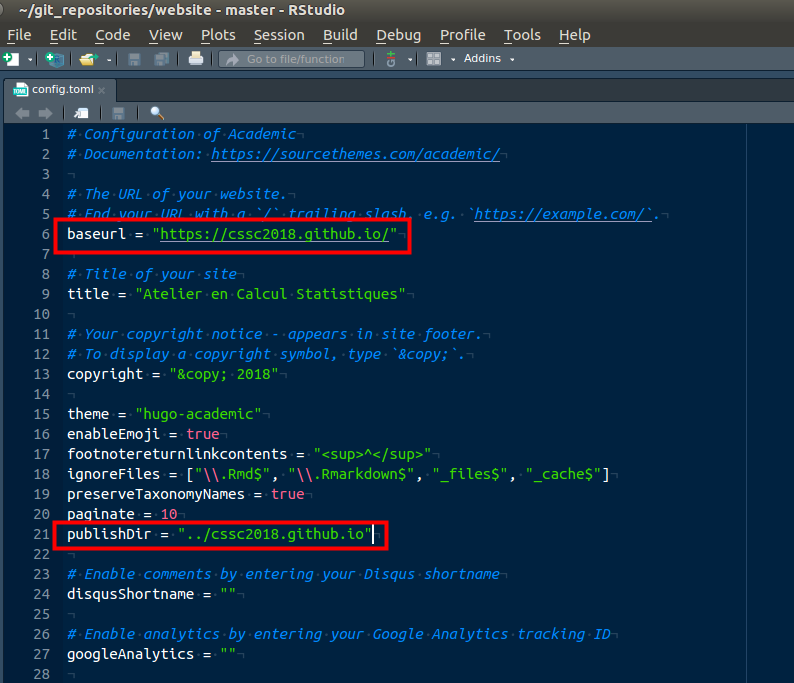 ~/git_repositories/website - master - RStudio
File Edit Code View Plots Session Build Debug Profile Tools Help
Go to file/function Addins
config.toml
1 # Configuration of Academic
2 # Documentation: https://sourcethemes.com/academic/
3
4 # The URL of your website.
5 # End your URL with a `/` trailing slash, e.g. `https://example.com/`.
6 baseurl = "https://cssc2018.github.io/"
7
8 # Title of your site
9 title = "Atelier en Calcul Statistiques"
10
11 # Your copyright notice - appears in site footer.
12 # To display a copyright symbol, type `&copy;`.
13 copyright = "&copy; 2018"
14
15 theme = "hugo-academic"
16 enableEmoji = true
17 footnotereturnlinkcontents = "<sup>^</sup>"
18 ignoreFiles = ["\\.Rmd$", "\\.Rmarkdown$", "_files$", "_cache$"]
19 preserveTaxonomyNames = true
20 paginate = 10
21 publishDir = "../cssc2018.github.io"
22
23 # Enable comments by entering your Disqus shortname
24 disqusShortname = ""
25
26 # Enable analytics by entering your Google Analytics tracking ID
27 googleAnalytics = ""
28